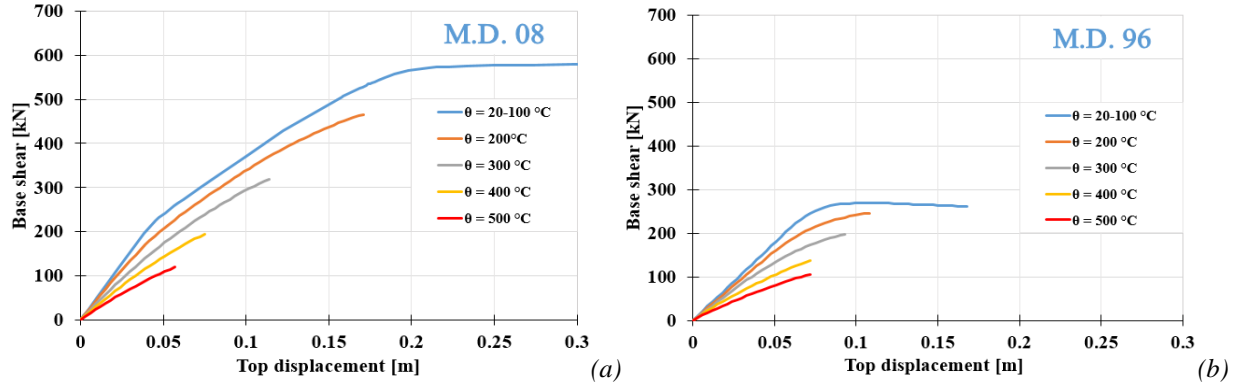 M.D. 08
Base shear [kN]
700
600
500
400
300
200
100
0
θ = 20-100 °C
θ = 200°C
θ = 300 °C
θ = 400 °C
θ = 500 °C
0 0.05 0.1 0.15 0.2 0.25 0.3
Top displacement [m]
(a)
M.D. 96
Base shear [kN]
700
600
500
400
300
200
100
0
θ = 20-100 °C
θ = 200 °C
θ = 300 °C
θ = 400 °C
θ = 500 °C
0 0.05 0.1 0.15 0.2 0.25 0.3
Top displacement [m]
(b)